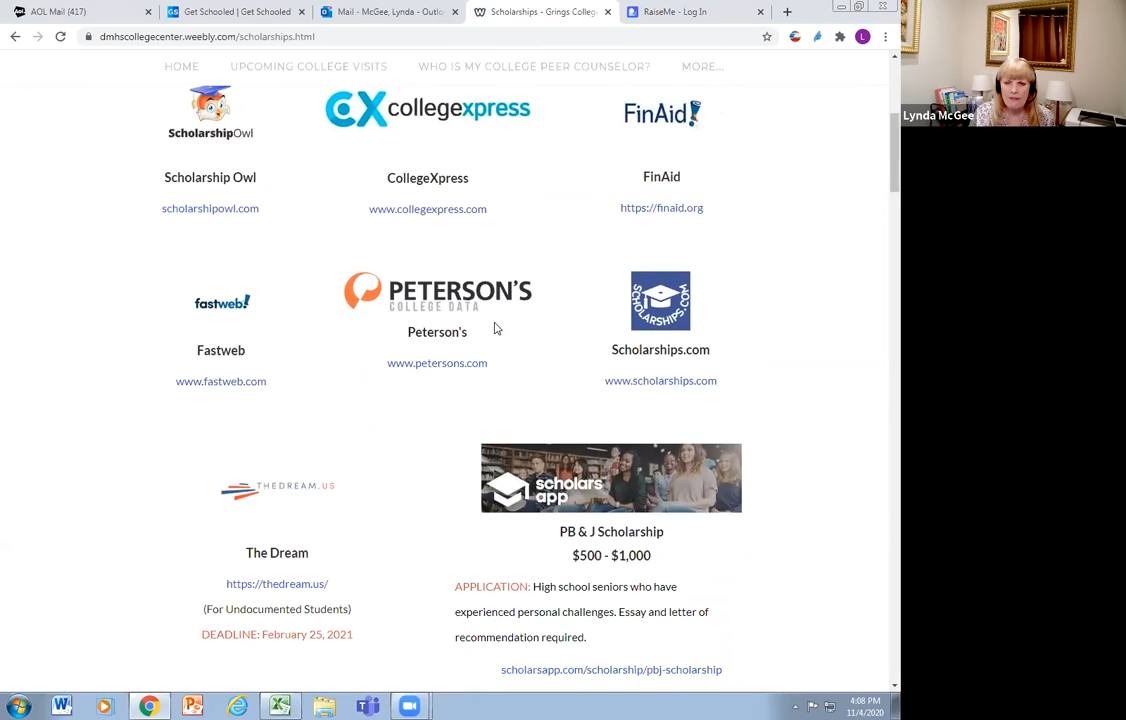 AOL Mail (417)
Get Schooled | Get Schooled
Mail - McGee, Lynda - Outlo
Scholarships - Grings Colleg
RaiseMe - Log In
dmhscollegecenter.weebly.com/scholarships.html
L
HOME UPCOMING COLLEGE VISITS WHO IS MY COLLEGE PEER COUNSELOR? MORE...
Lynda McGee
ScholarshipOwl
CX collegexpress
FinAid!
Scholarship Owl
CollegeXpress
FinAid
scholarshipowl.com
www.collegexpress.com
https://finaid.org
fastweb!
PETERSON'S
COLLEGE DATA
SCHOLARSHIPS.COM
Fastweb
Peterson's
Scholarships.com
www.fastweb.com
www.petersons.com
www.scholarships.com
THEDREAM.US
scholars
app
The Dream
https://thedream.us/
(For Undocumented Students)
DEADLINE: February 25, 2021
PB & J Scholarship
$500 - $1,000
APPLICATION: High school seniors who have
experienced personal challenges. Essay and letter of
recommendation required.
scholarsapp.com/scholarship/pbj-scholarship
4:08 PM
11/4/2020